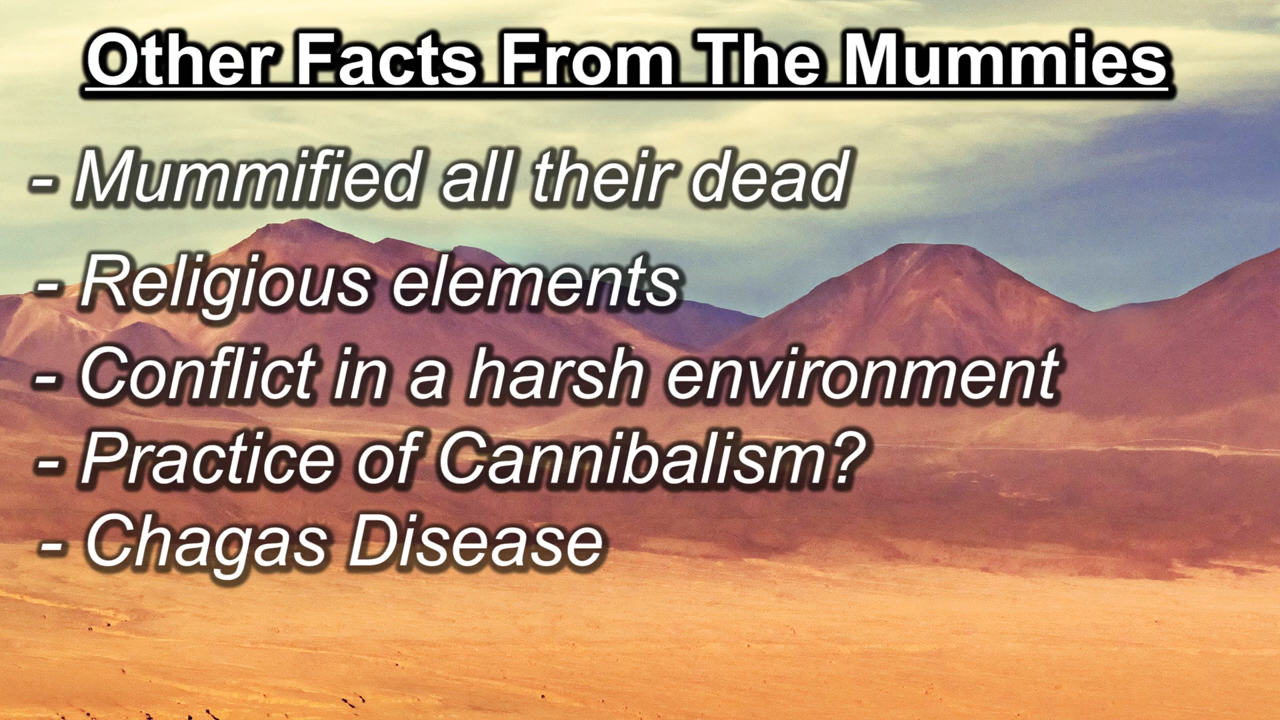 Other Facts From The Mummies
- Mummified all their dead
- Religious elements
- Conflict in a harsh environment
- Practice of Cannibalism?
- Chagas Disease